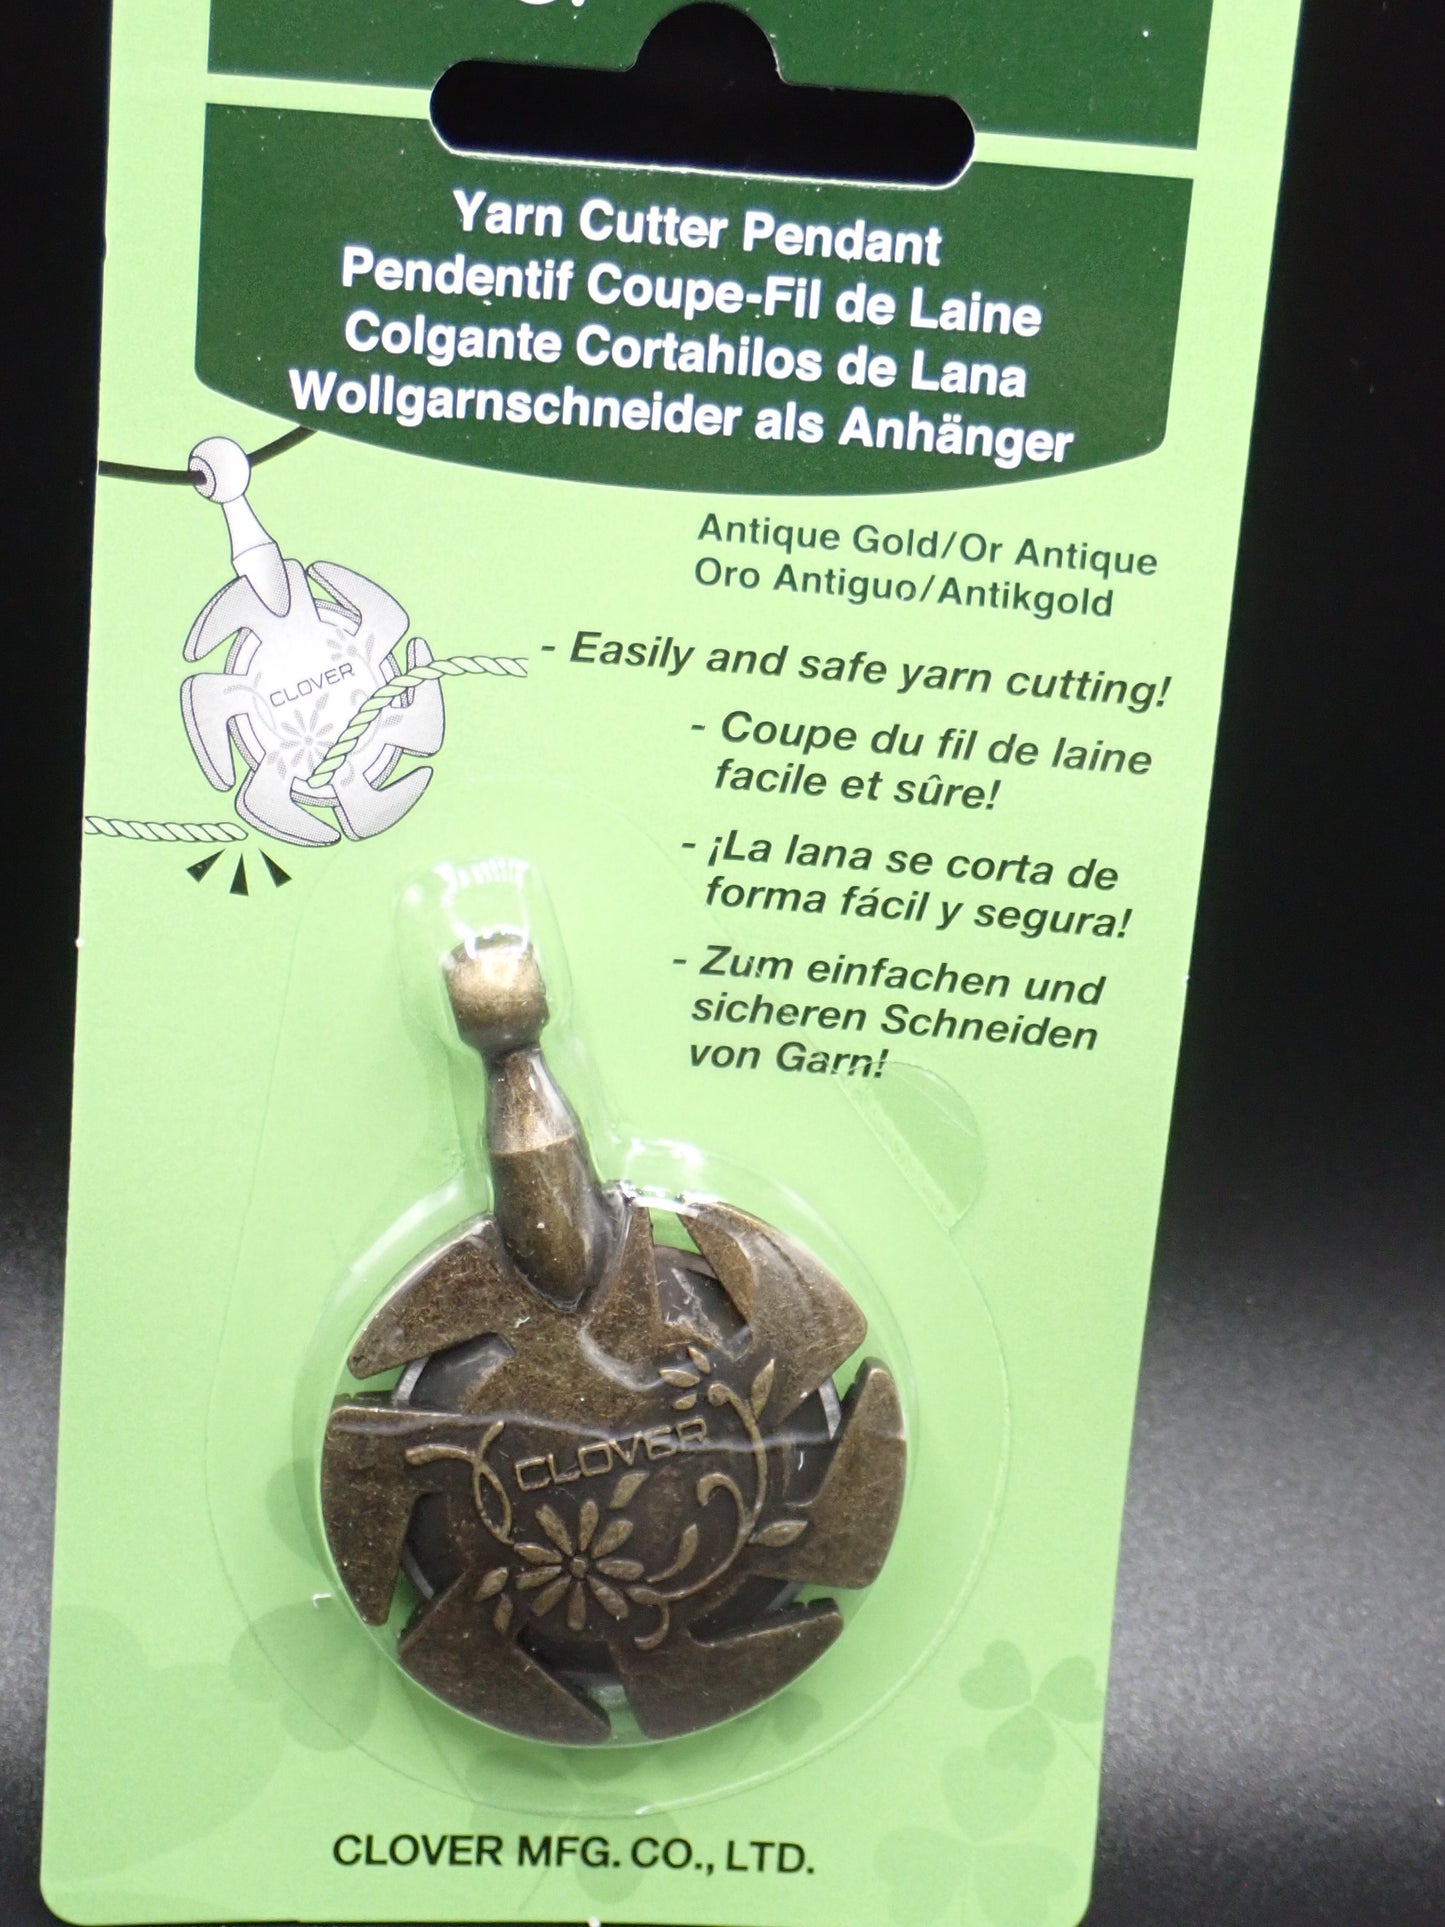 Yarn Cutter Pendant
Pendentif Coupe-Fil de Laine
Colgante Cortahilos de Lana
Wollgarnschneider als Anhänger
Antique Gold/Or Antique
Oro Antiguo/Antikgold
- Easily and safe yarn cutting!
- Coupe du fil de laine
facile et sûre!
- ¡La lana se corta de
forma fácil y segura!
- Zum einfachen und
sicheren Schneiden
von Garn!
CLOVER
CLOVER
CLOVER MFG. CO., LTD.